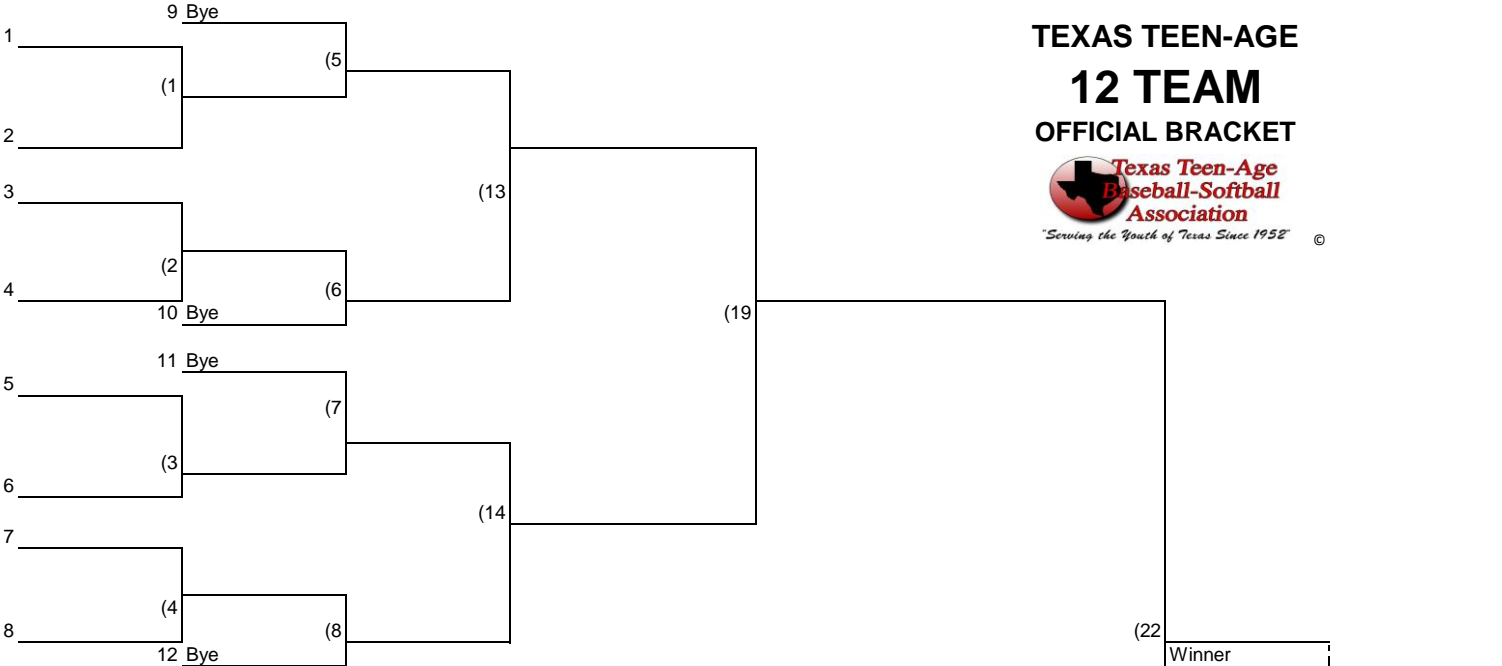 9 Bye
1
(5
(1
2
3
(13
(2
(6
4
10 Bye
(19
11 Bye
5
(7
(3
6
(14
7
(4
(8
8
12 Bye
(22
Winner
TEXAS TEEN-AGE
12 TEAM
OFFICIAL BRACKET
Texas Teen-Age
Baseball-Softball
Association
"Serving the Youth of Texas Since 1952"
©